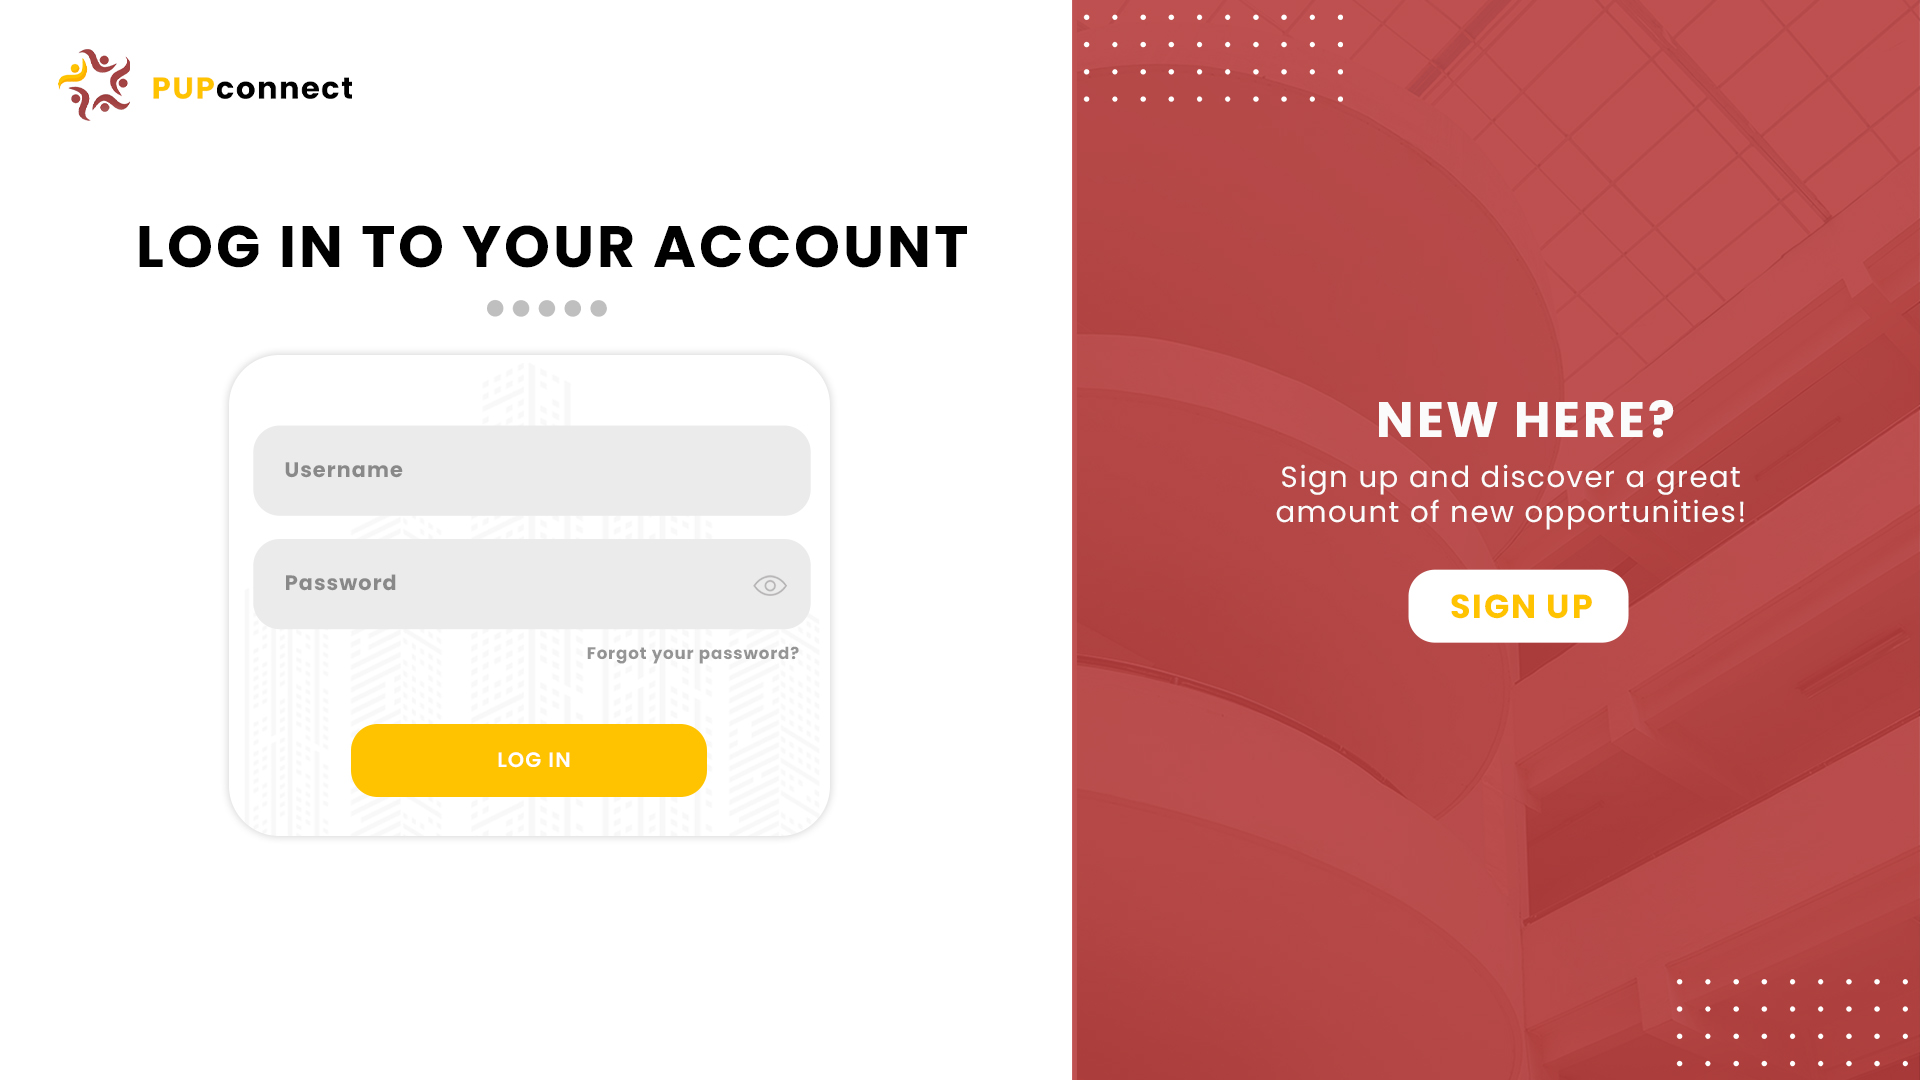 PUPconnect
LOG IN TO YOUR ACCOUNT
Username
Password
Forgot your password?
LOG IN
NEW HERE?
Sign up and discover a great
amount of new opportunities!
SIGN UP